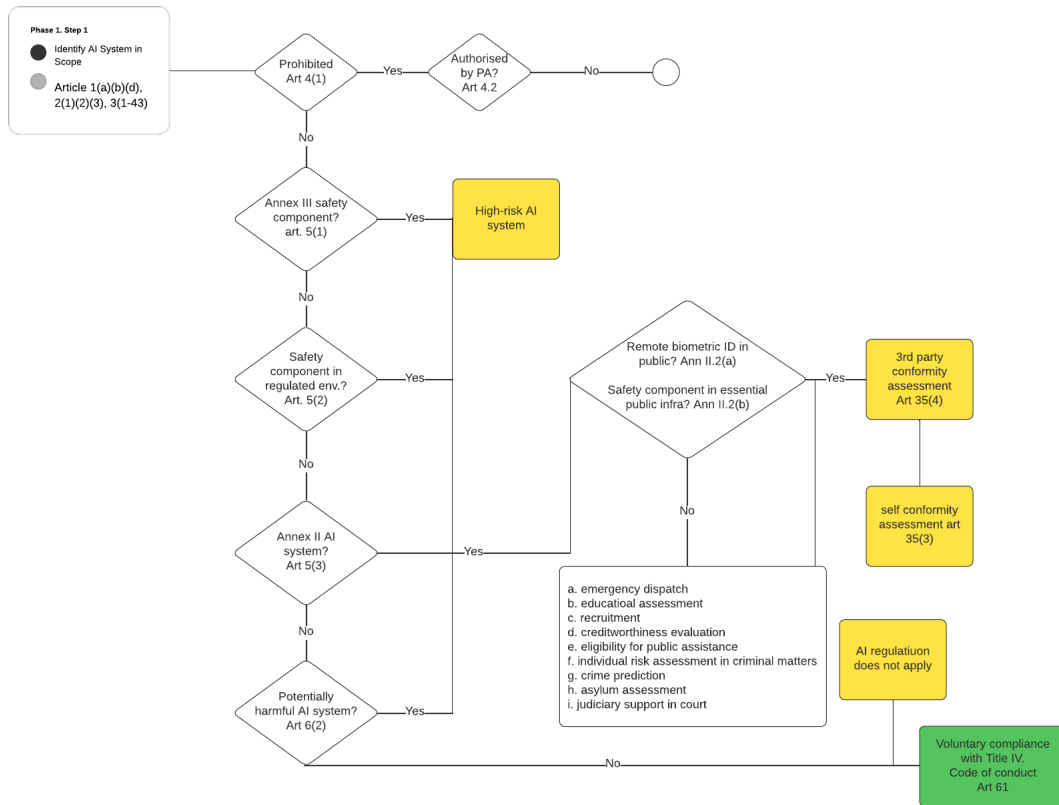 Phase 1. Step 1
Identify AI System in
Scope
Article 1(a)(b)(d),
2(1)(2)(3), 3(1-43)
Prohibited
Art 4(1)
Yes
Authorised
by PA?
Art 4.2
No
No
Annex III safety
component?
art. 5(1)
Yes
High-risk AI
system
No
Safety
component in
regulated env.?
Art. 5(2)
Yes
Remote biometric ID in
public? Ann II.2(a)
Safety component in essential
public infra? Ann II.2(b)
Yes
3rd party
conformity
assessment
Art 35(4)
No
No
self conformity
assessment art
35(3)
Annex II AI
system?
Art 5(3)
Yes
a. emergency dispatch
b. educatioal assessment
c. recruitment
d. creditworthiness evaluation
e. eligibility for public assistance
f. individual risk assessment in criminal matters
g. crime prediction
h. asylum assessment
i. judiciary support in court
No
AI regulatiuon
does not apply
Potentially
harmful AI system?
Art 6(2)
Yes
No
Voluntary compliance
with Title IV.
Code of conduct
Art 61